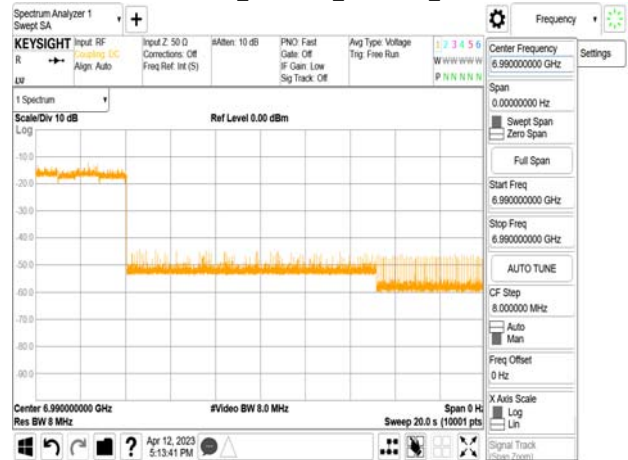 Spectrum Analyzer 1
Swept SA
Frequency
KEYSIGHT
Input: RF
Coupling: DC
Align: Auto
Input Z: 50 Ω
Corrections: Off
Freq Ref: Int (S)
#Atten: 10 dB
PNO: Fast
Gate: Off
IF Gain: Low
Sig Track: Off
Avg Type: Voltage
Trig: Free Run
1 2 3 4 5 6
W W W W W W
P N N N N N
R
LW
1 Spectrum
Scale/Div 10 dB
Ref Level 0.00 dBm
Log
-10.0
-20.0
-30.0
-40.0
-50.0
-60.0
-70.0
-80.0
-90.0
Center 6.990000000 GHz
#Video BW 8.0 MHz
Span 0 Hz
Res BW 8 MHz
Sweep 20.0 s (10001 pts
Apr 12, 2023
5:13:41 PM
Center Frequency
6.990000000 GHz
Settings
Span
0.00000000 Hz
Swept Span
Zero Span
Full Span
Start Freq
6.990000000 GHz
Stop Freq
6.990000000 GHz
AUTO TUNE
CF Step
8.000000 MHz
Auto
Man
Freq Offset
0 Hz
X Axis Scale
Log
Lin
Signal Track
(Span Zoom)